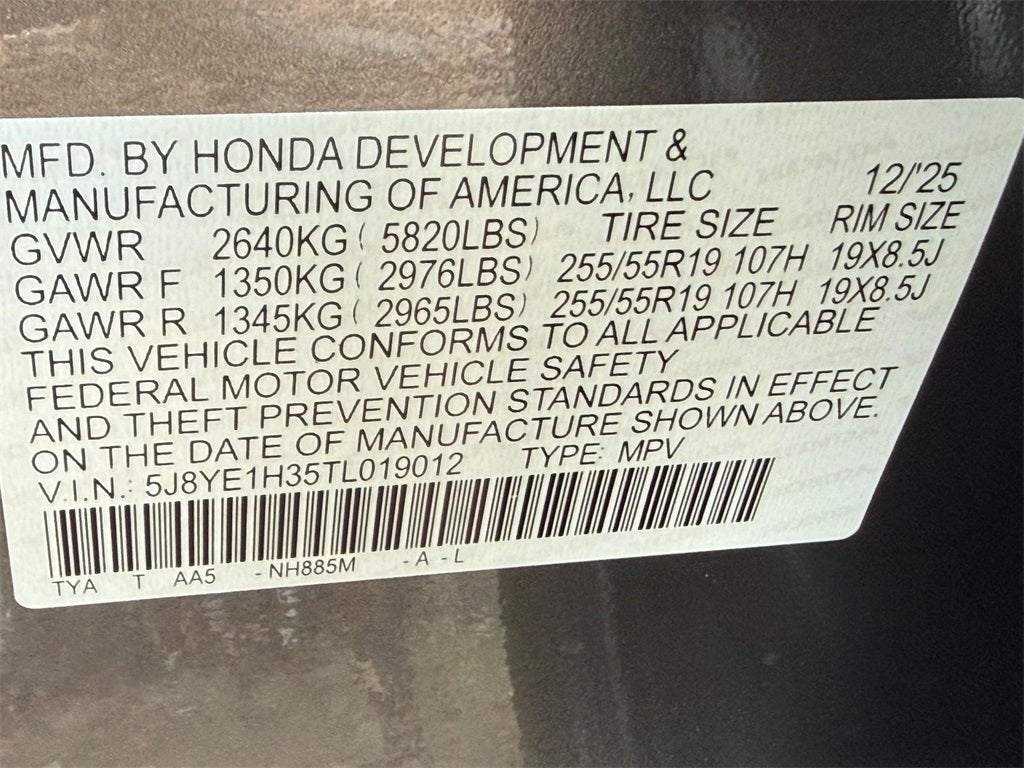 MFD. BY HONDA DEVELOPMENT &
MANUFACTURING OF AMERICA, LLC 12/'25
GVWR 2640KG ( 5820LBS) TIRE SIZE RIM SIZE
GAWR F 1350KG ( 2976LBS) 255/55R19 107H 19X8.5J
GAWR R 1345KG ( 2965LBS) 255/55R19 107H 19X8.5J
THIS VEHICLE CONFORMS TO ALL APPLICABLE
FEDERAL MOTOR VEHICLE SAFETY
AND THEFT PREVENTION STANDARDS IN EFFECT
ON THE DATE OF MANUFACTURE SHOWN ABOVE.
V.I.N.: 5J8YE1H35TL019012 TYPE: MPV
TYA T AA5 - NH885M - A - L